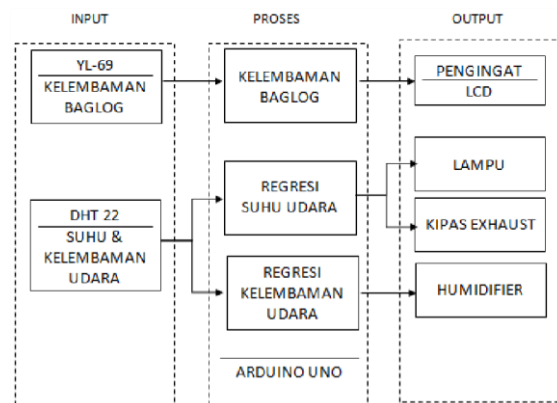 INPUT
PROSES
OUTPUT
YL-69
KELEMBAMAN
BAGLOG
KELEMBAMAN
BAGLOG
PENGINGAT
LCD
DHT 22
SUHU &
KELEMBAMAN
UDARA
REGRESI
SUHU UDARA
LAMPU
KIPAS EXHAUST
REGRESI
KELEMBAMAN
UDARA
HUMIDIFIER
ARDUINO UNO